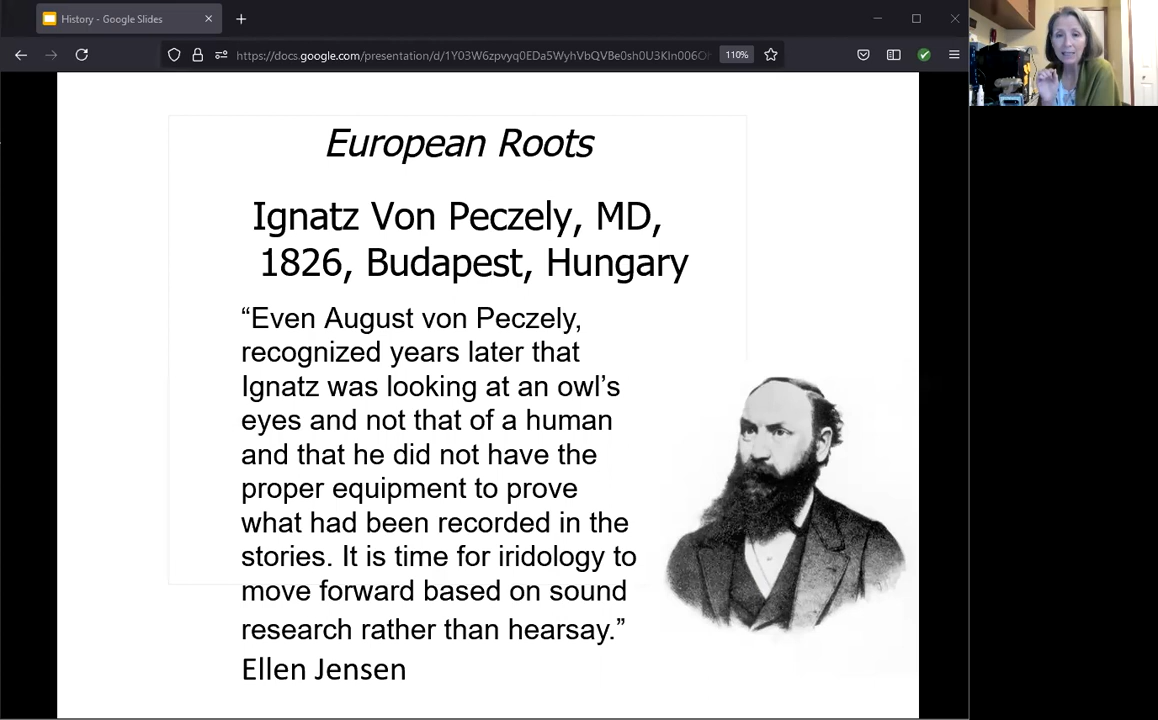 History - Google Slides
https://docs.google.com/presentation/d/1Y03W6zpvyq0EDa5WyhVbQVBe0sh0U3KIn006O
110%
European Roots
Ignatz Von Peczely, MD,
1826, Budapest, Hungary
“Even August von Peczely,
recognized years later that
Ignatz was looking at an owl’s
eyes and not that of a human
and that he did not have the
proper equipment to prove
what had been recorded in the
stories. It is time for iridology to
move forward based on sound
research rather than hearsay.”
Ellen Jensen